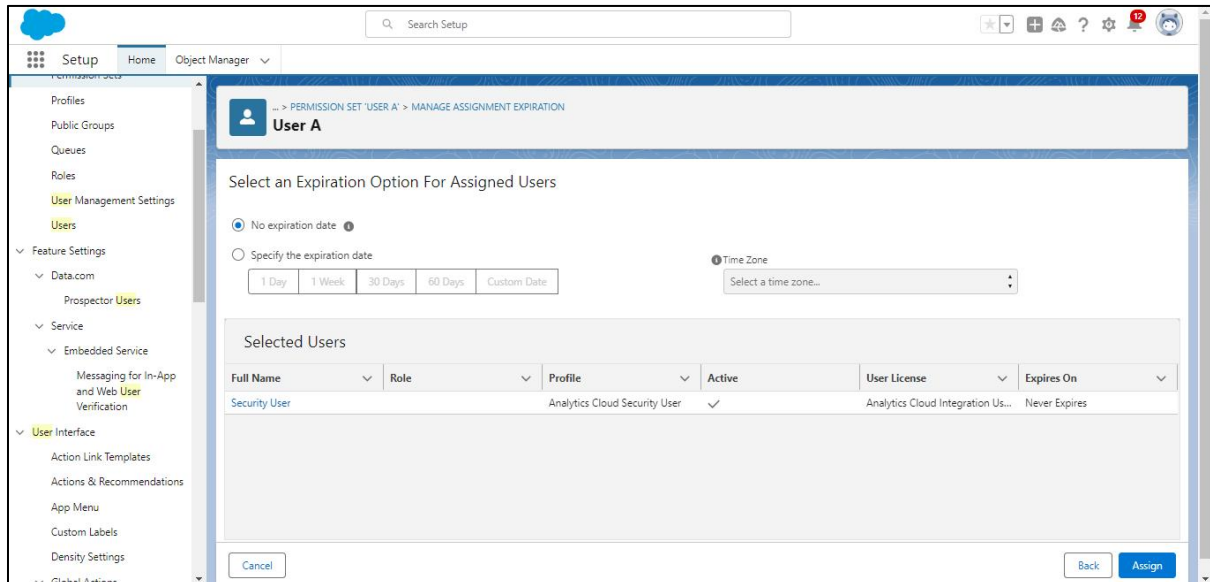 Search Setup
12
Setup
Home
Object Manager
Permission Sets
Profiles
Public Groups
Queues
Roles
User Management Settings
Users
Feature Settings
Data.com
Prospector Users
Service
Embedded Service
Messaging for In-App
and Web User
Verification
User Interface
Action Link Templates
Actions & Recommendations
App Menu
Custom Labels
Density Settings
Global Actions
... > PERMISSION SET 'USER A' > MANAGE ASSIGNMENT EXPIRATION
User A
Select an Expiration Option For Assigned Users
No expiration date
Specify the expiration date
1 Day 1 Week 30 Days 60 Days Custom Date
Time Zone
Select a time zone...
Selected Users
Full Name Role Profile Active User License Expires On
Security User Analytics Cloud Security User Analytics Cloud Integration Us... Never Expires
Cancel Back Assign